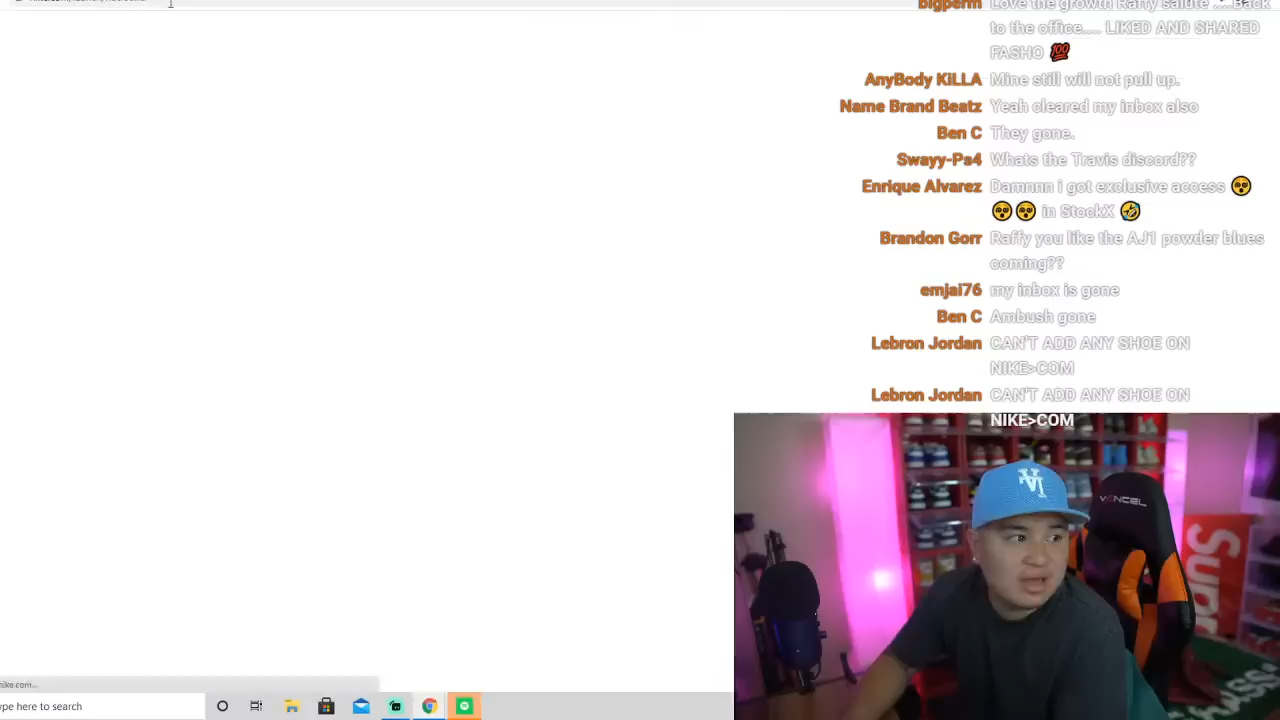 bigperm Love the growth Raffy salute ....Back
to the office.... LIKED AND SHARED
FASHO 💯
AnyBody KiLLA Mine still will not pull up.
Name Brand Beatz Yeah cleared my inbox also
Ben C They gone.
Swayy-Ps4 Whats the Travis discord??
Enrique Alvarez Damnnn i got exclusive access 😵
😵😵 in StockX 🤣
Brandon Gorr Raffy you like the AJ1 powder blues
coming??
emjai76 my inbox is gone
Ben C Ambush gone
Lebron Jordan CAN'T ADD ANY SHOE ON
NIKE>COM
Lebron Jordan CAN'T ADD ANY SHOE ON
NIKE>COM
VI
Sup
nike.com...
ype here to search